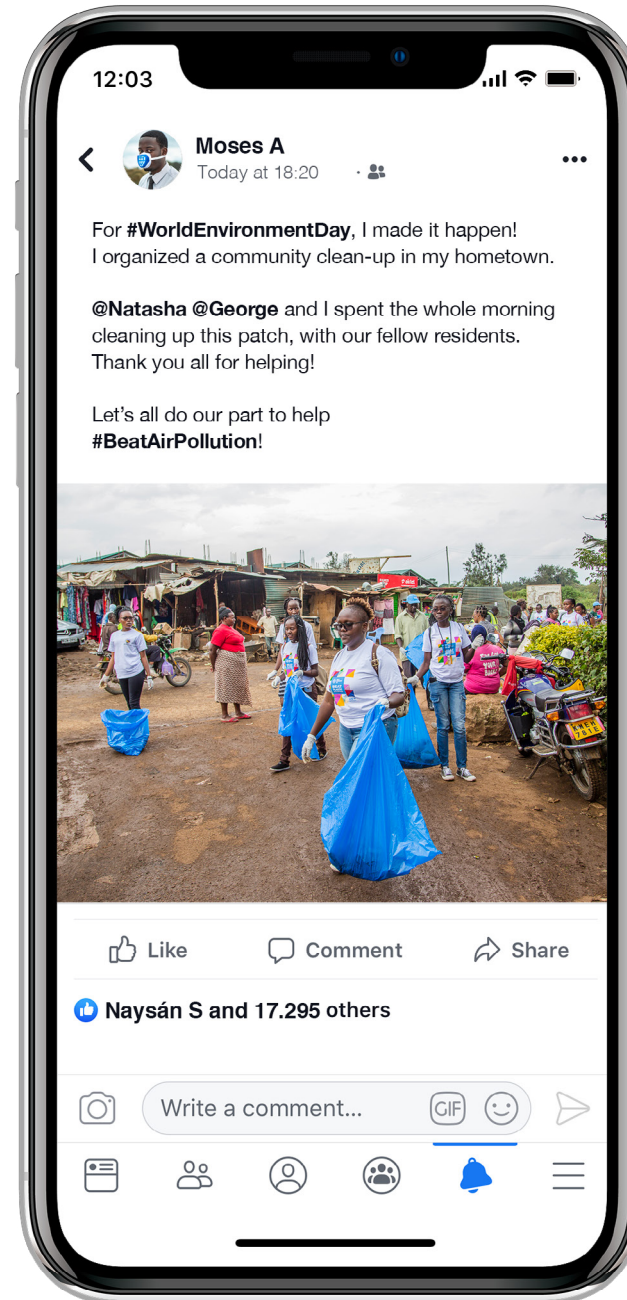 12:03
Moses A
Today at 18:20 ·
For #WorldEnvironmentDay, I made it happen!
I organized a community clean-up in my hometown.
@Natasha @George and I spent the whole morning
cleaning up this patch, with our fellow residents.
Thank you all for helping!
Let’s all do our part to help
#BeatAirPollution!
Like
Comment
Share
Naysán S and 17.295 others
Write a comment...
GIF